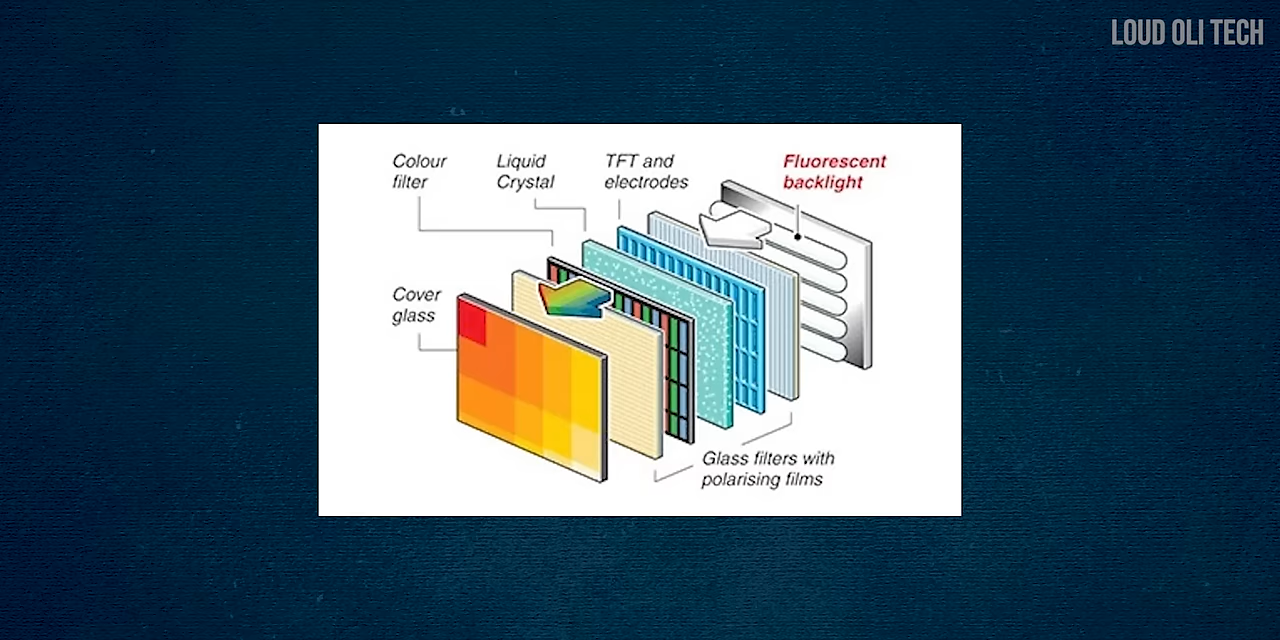 LOUD OLI TECH
Colour
filter
Liquid
Crystal
TFT and
electrodes
Fluorescent
backlight
Cover
glass
Glass filters with
polarising films